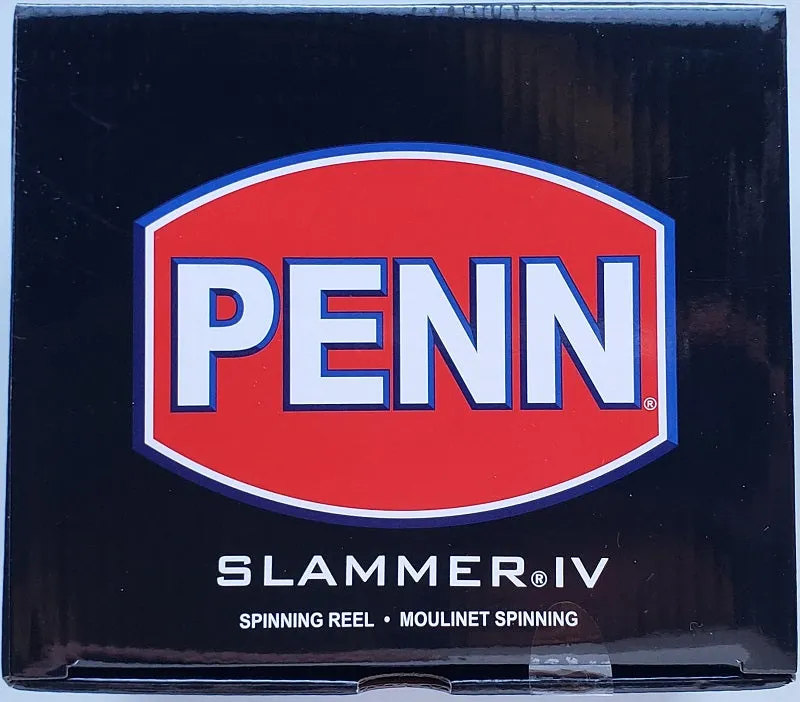 PENN®
SLAMMER® IV
SPINNING REEL • MOULINET SPINNING